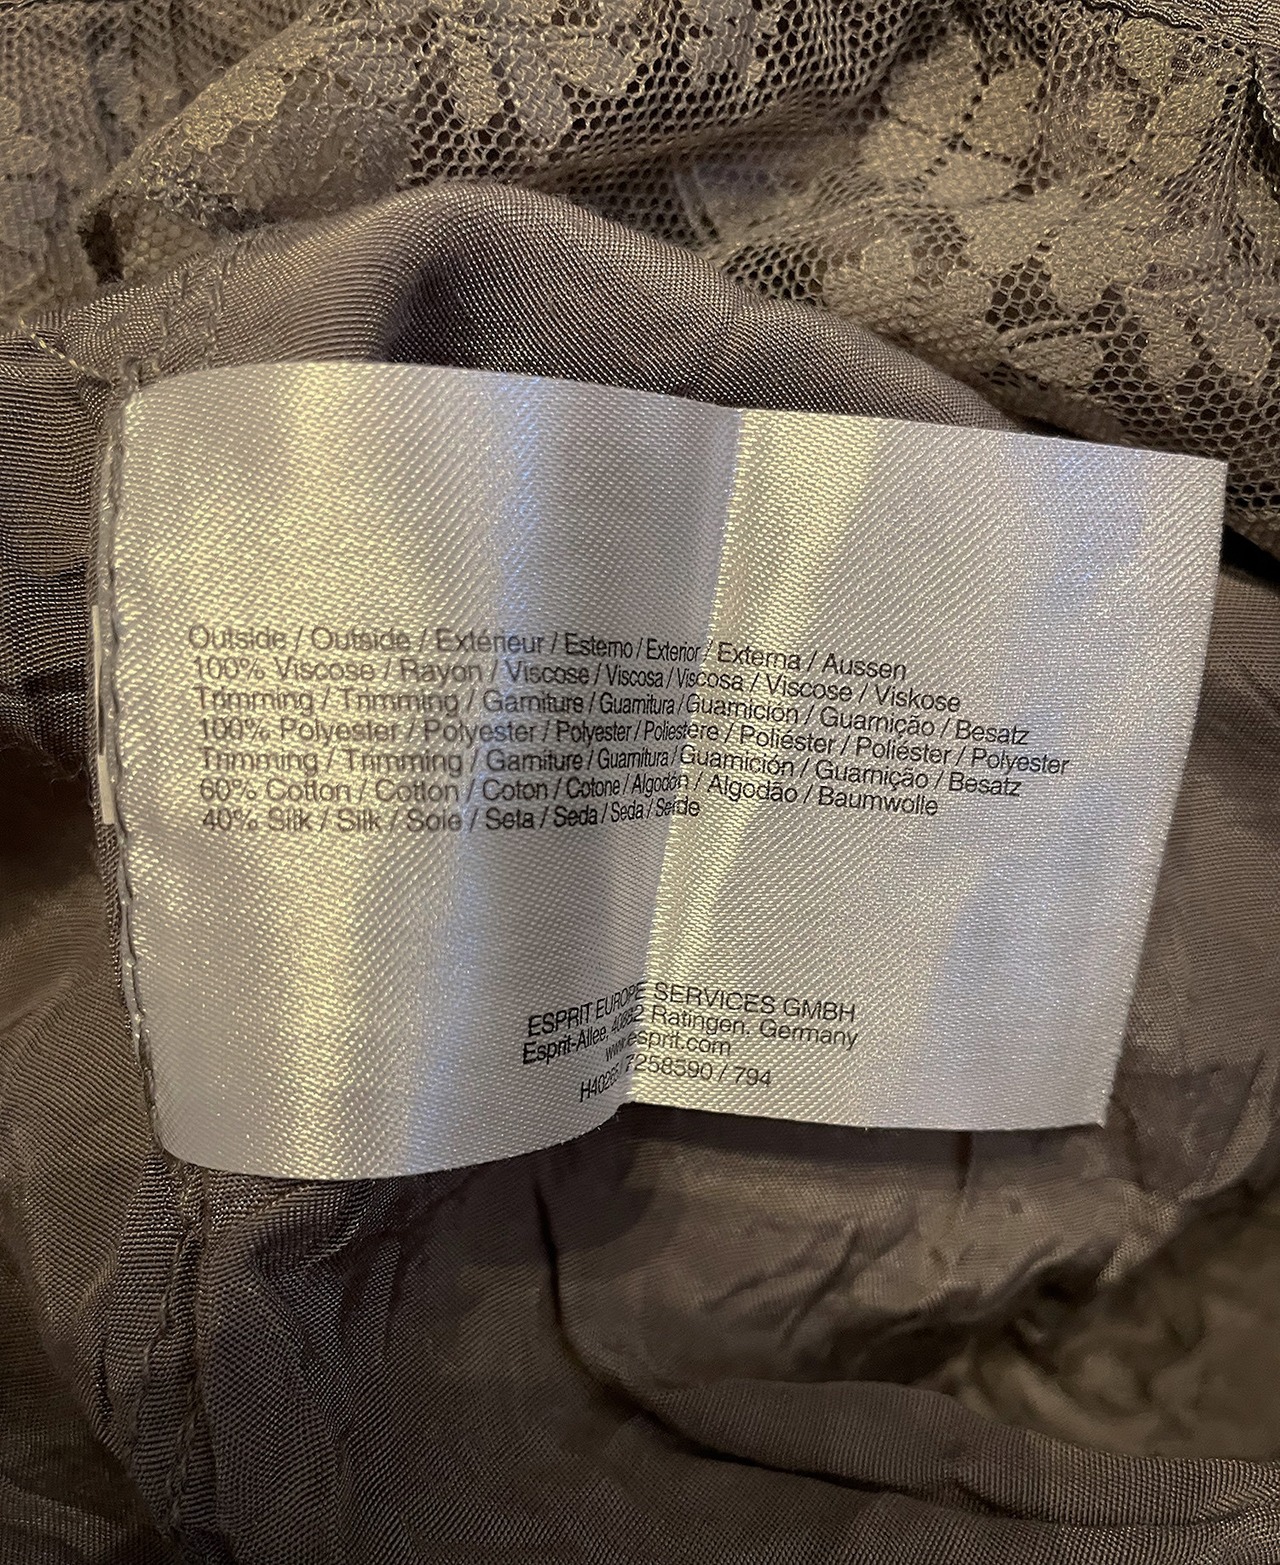 Outside / Outside / Extérieur / Esterno / Exterior / Externa / Aussen
100% Viscose / Rayon / Viscose / Viscosa / Viscosa / Viscose / Viskose
Trimming / Trimming / Garniture / Guarnitura / Guarnición / Guarnição / Besatz
100% Polyester / Polyester / Polyester / Poliestere / Poliéster / Poliéster / Polyester
Trimming / Trimming / Garniture / Guarnitura / Guarnición / Guarnição / Besatz
60% Cotton / Cotton / Coton / Cotone / Algodón / Algodão / Baumwolle
40% Silk / Silk / Soie / Seta / Seda / Seda / Seide
ESPRIT EUROPE SERVICES GMBH
Esprit-Allee, 40882 Ratingen. Germany
www.esprit.com
/ 7258590 / 794